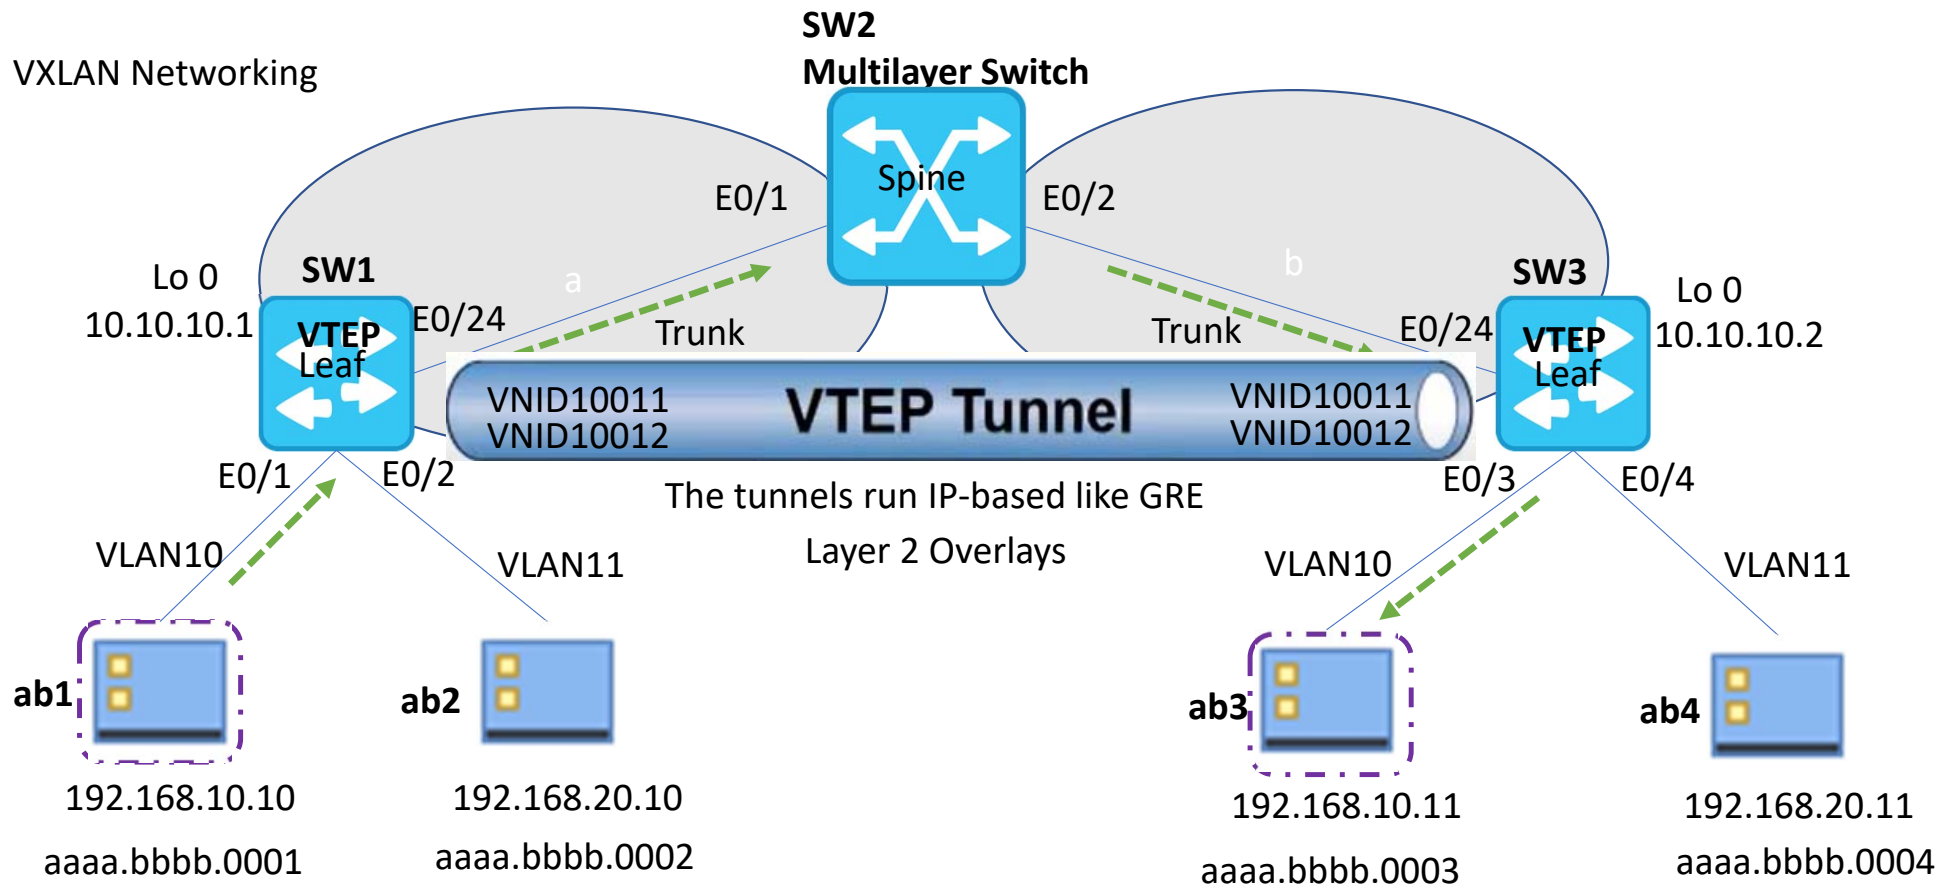 SW2
Multilayer Switch
VXLAN Networking
Spine
E0/1
E0/2
a
b
Lo 0
10.10.10.1
SW1
VTEP
Leaf
E0/24
Trunk
Trunk
E0/24
SW3
VTEP
Leaf
Lo 0
10.10.10.2
VNID10011
VNID10012
VTEP Tunnel
VNID10011
VNID10012
E0/1
E0/2
The tunnels run IP-based like GRE
Layer 2 Overlays
E0/3
E0/4
VLAN10
VLAN11
VLAN10
VLAN11
ab1
ab2
ab3
ab4
192.168.10.10
192.168.20.10
192.168.10.11
192.168.20.11
aaaa.bbbb.0001
aaaa.bbbb.0002
aaaa.bbbb.0003
aaaa.bbbb.0004